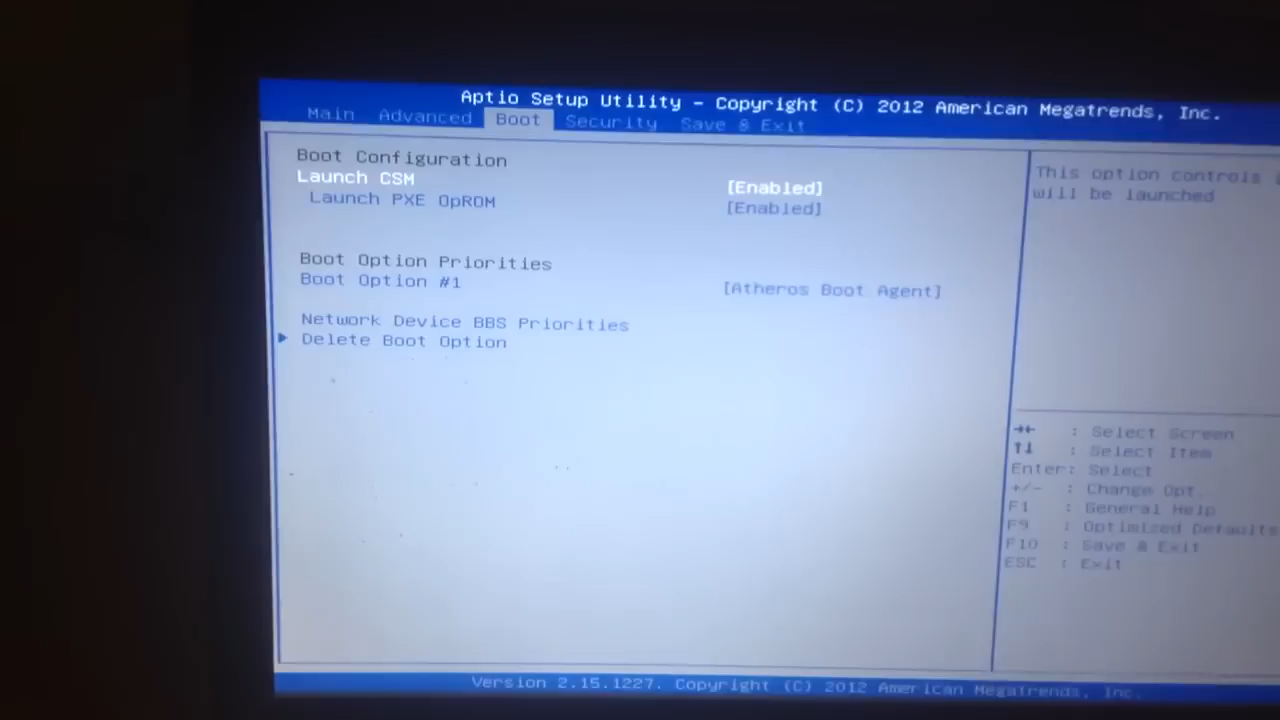 Aptio Setup Utility - Copyright (C) 2012 American Megatrends, Inc.
Main Advanced Boot Security Save & Exit
Boot Configuration
Launch CSM [Enabled]
Launch PXE OpROM [Enabled]
Boot Option Priorities
Boot Option #1 [Atheros Boot Agent]
Network Device BBS Priorities
Delete Boot Option
This option controls
will be launched
→← : Select Screen
↑↓ : Select Item
Enter: Select
+/- : Change Opt.
F1 : General Help
F9 : Optimized Defaults
F10 : Save & Exit
ESC : Exit
Version 2.15.1227. Copyright (C) 2012 American Megatrends, Inc.